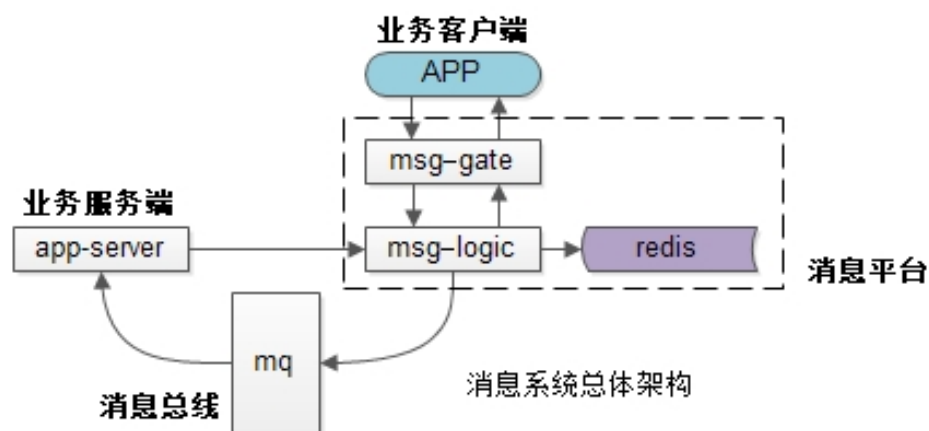 业务客户端
APP
msg-gate
业务服务端
app-server
msg-logic
redis
消息平台
mq
消息总线
消息系统总体架构